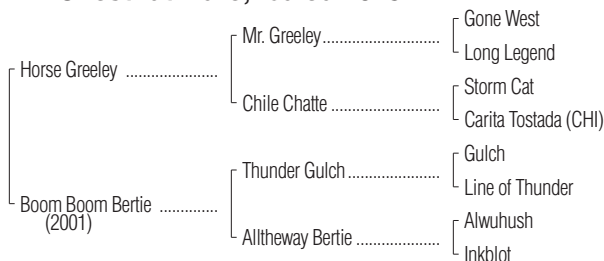 Gone West
Mr. Greeley ..............................
Long Legend
Horse Greeley .......................
Storm Cat
Chile Chatte ...........................
Carita Tostada (CHI)
Gulch
Thunder Gulch .......................
Line of Thunder
Boom Boom Bertie ...............
(2001)
Alwuhush
Alltheway Bertie .....................
Inkblot